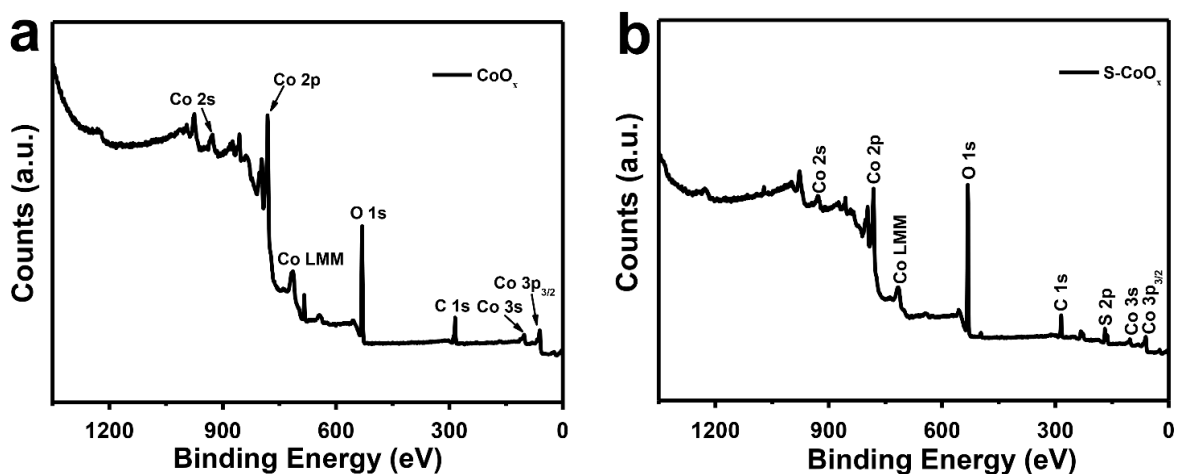 a
CoOₓ
Co 2p
Co 2s
O 1s
Co LMM
C 1s
Co 3s
Co 3p3/2
Counts (a.u.)
1200 900 600 300 0
Binding Energy (eV)
b
S-CoOₓ
Co 2s
Co 2p
Co LMM
O 1s
C 1s
S 2p
Co 3s
Co 3p3/2
Counts (a.u.)
1200 900 600 300 0
Binding Energy (eV)